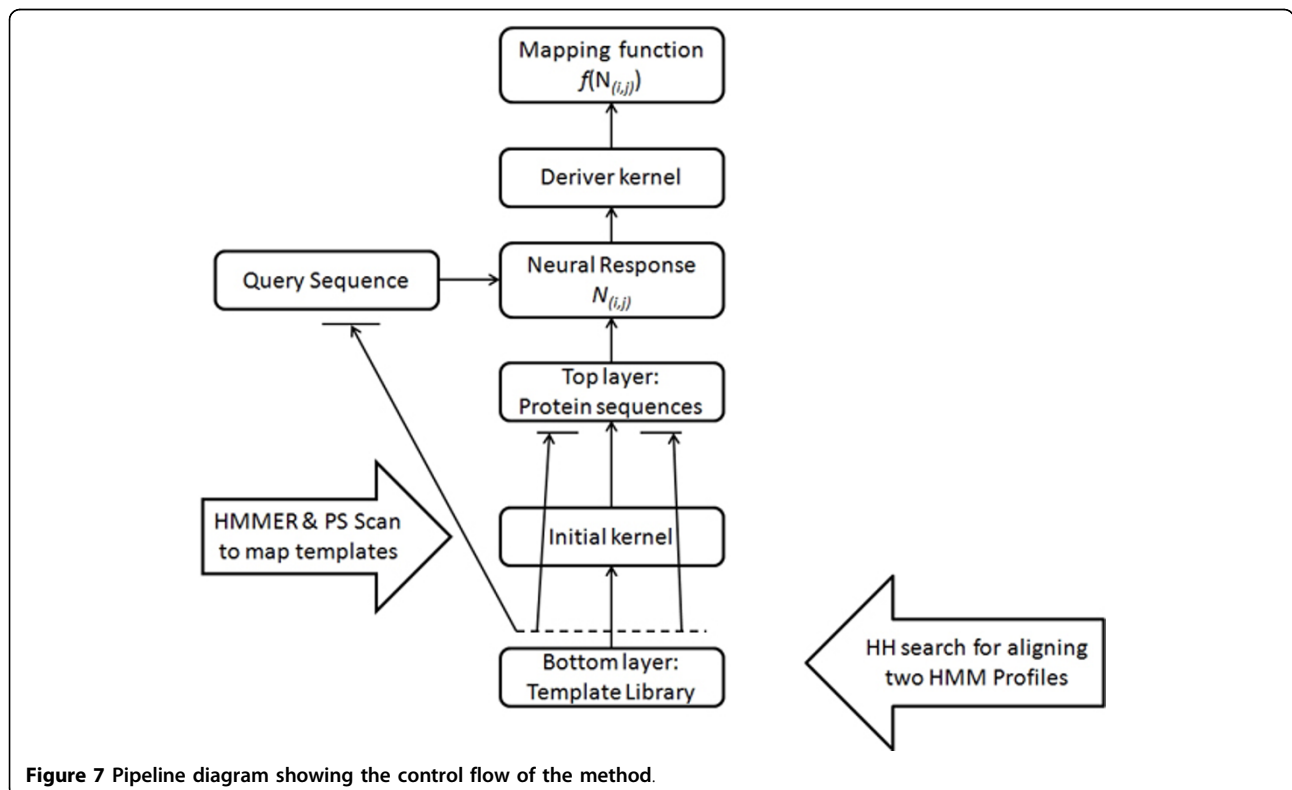 Mapping function
f(N(i,j))
Deriver kernel
Query Sequence
Neural Response
N(i,j)
Top layer:
Protein sequences
HMMER & PS Scan
to map templates
Initial kernel
Bottom layer:
Template Library
HH search for aligning
two HMM Profiles
Figure 7 Pipeline diagram showing the control flow of the method.